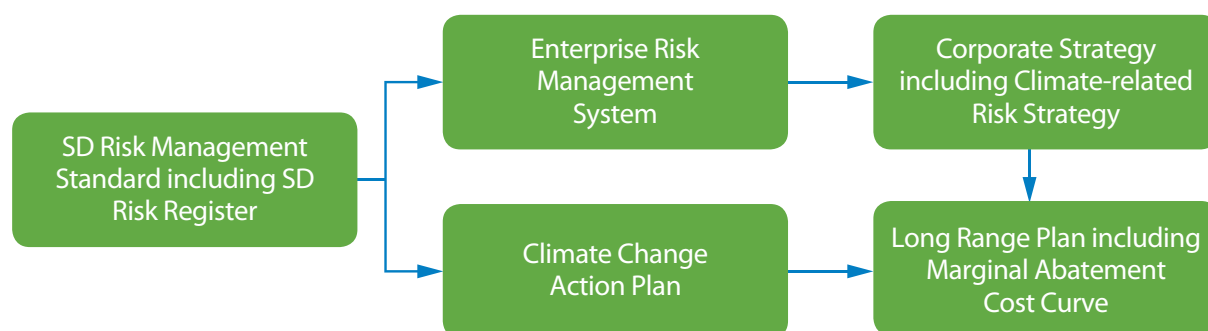 SD Risk Management
Standard including SD
Risk Register
Enterprise Risk
Management
System
Corporate Strategy
including Climate-related
Risk Strategy
Climate Change
Action Plan
Long Range Plan including
Marginal Abatement
Cost Curve